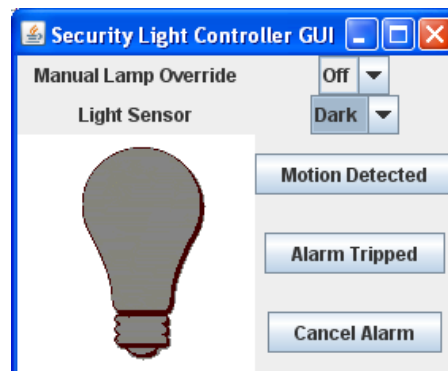 Security Light Controller GUI
Manual Lamp Override Off
Light Sensor Dark
Motion Detected
Alarm Tripped
Cancel Alarm